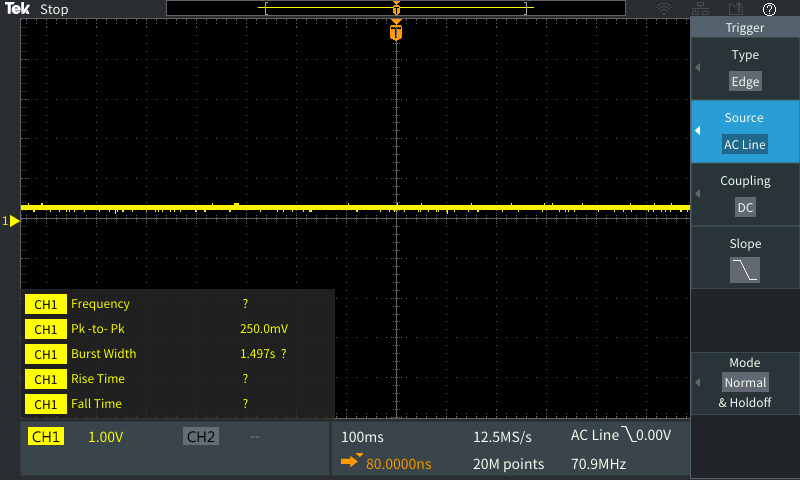 Tek Stop
T
?
T
Trigger
Type
Edge
Source
AC Line
Coupling
DC
Slope
Mode
Normal
& Holdoff
1
CH1 Frequency ?
CH1 Pk -to- Pk 250.0mV
CH1 Burst Width 1.497s ?
CH1 Rise Time ?
CH1 Fall Time ?
CH1 1.00V CH2 --
100ms 12.5MS/s AC Line 0.00V
80.0000ns 20M points 70.9MHz